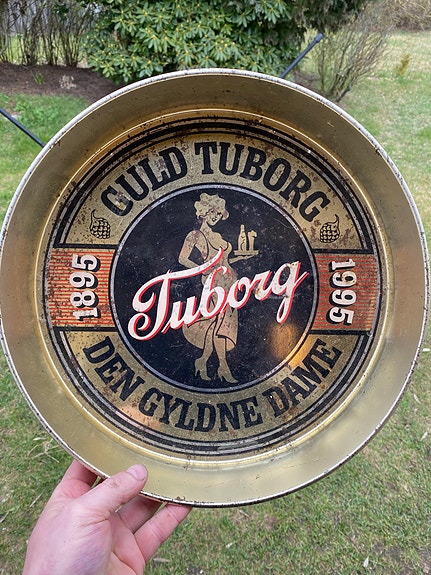 GULD TUBORG
1895
Tuborg
1995
DEN GYLDNE DAME